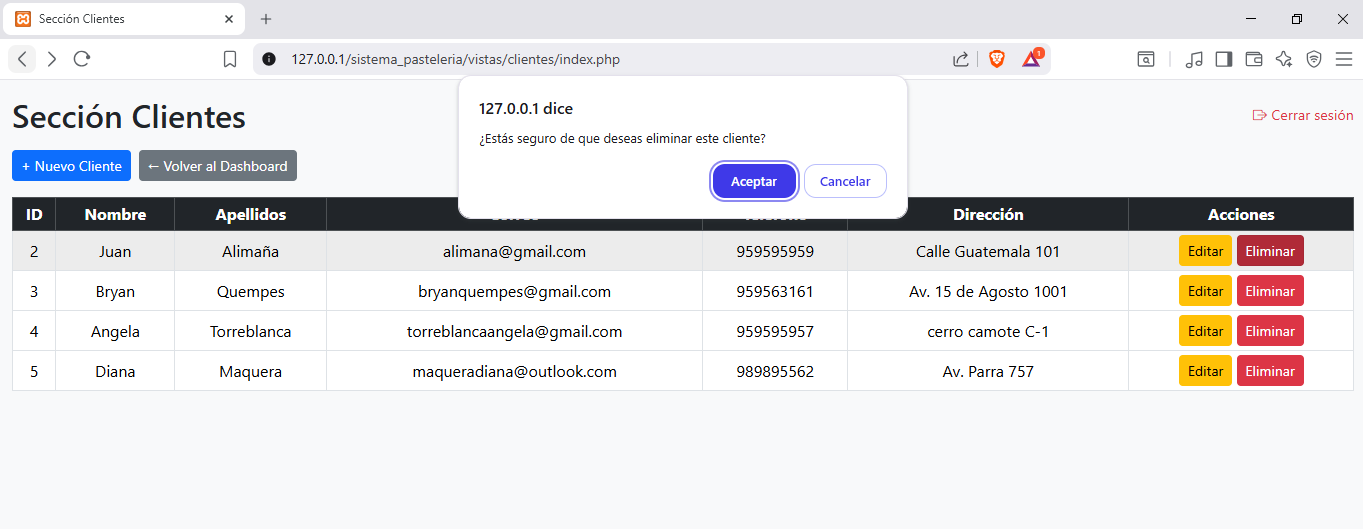 Sección Clientes
127.0.0.1/sistema_pasteleria/vistas/clientes/index.php
1
127.0.0.1 dice
¿Estás seguro de que deseas eliminar este cliente?
Aceptar Cancelar
Sección Clientes
Cerrar sesión
+ Nuevo Cliente ← Volver al Dashboard
ID Nombre Apellidos Dirección Acciones
2 Juan Alimaña alimana@gmail.com 959595959 Calle Guatemala 101 Editar Eliminar
3 Bryan Quempes bryanquempes@gmail.com 959563161 Av. 15 de Agosto 1001 Editar Eliminar
4 Angela Torreblanca torreblancaangela@gmail.com 959595957 cerro camote C-1 Editar Eliminar
5 Diana Maquera maqueradiana@outlook.com 989895562 Av. Parra 757 Editar Eliminar